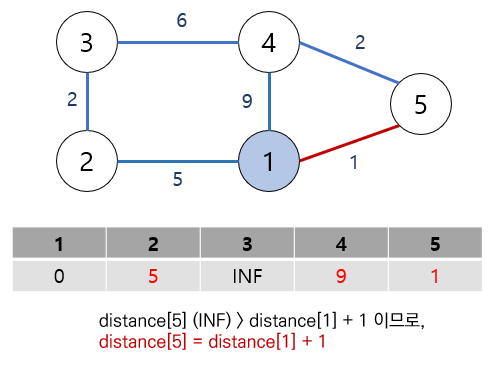 6
3
4
2
5
2
9
2
1
5
1
1 2 3 4 5
0 5 INF 9 1
distance[5] (INF) > distance[1] + 1 이므로,
distance[5] = distance[1] + 1